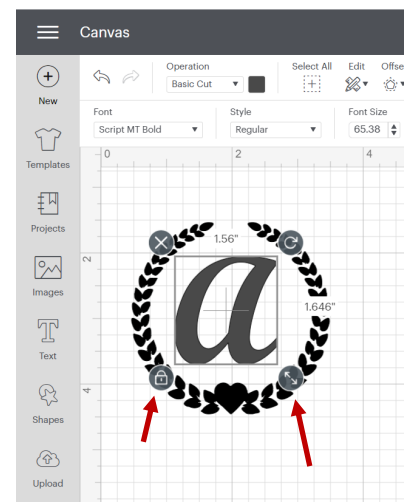 Canvas
Operation
Select All
Edit
Offse
Basic Cut
New
Font
Style
Font Size
Script MT Bold
Regular
65.38
Templates
0
2
4
Projects
1.56"
2
Images
1.646"
a
Text
4
Shapes
Upload